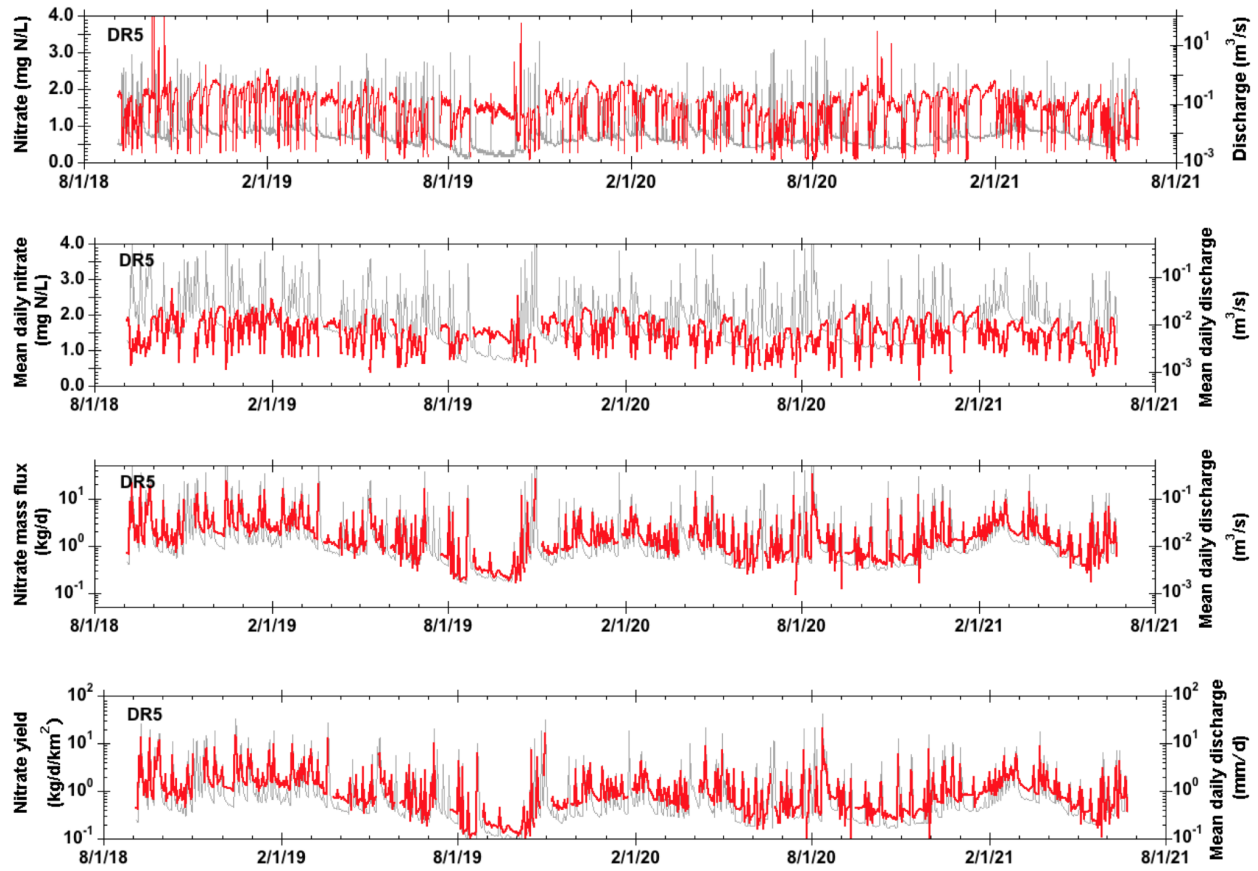 Nitrate (mg N/L)
4.0
3.0
2.0
1.0
0.0
DR5
10¹
10⁻¹
10⁻³
Discharge (m³/s)
8/1/18 2/1/19 8/1/19 2/1/20 8/1/20 2/1/21 8/1/21
Mean daily nitrate
(mg N/L)
4.0
3.0
2.0
1.0
0.0
DR5
10⁻¹
10⁻²
10⁻³
Mean daily discharge
(m³/s)
8/1/18 2/1/19 8/1/19 2/1/20 8/1/20 2/1/21 8/1/21
Nitrate mass flux
(kg/d)
10¹
10⁰
10⁻¹
DR5
10⁻¹
10⁻²
10⁻³
Mean daily discharge
(m³/s)
8/1/18 2/1/19 8/1/19 2/1/20 8/1/20 2/1/21 8/1/21
Nitrate yield
(kg/d/km²)
10²
10¹
10⁰
10⁻¹
DR5
10²
10¹
10⁰
10⁻¹
Mean daily discharge
(mm/d)
8/1/18 2/1/19 8/1/19 2/1/20 8/1/20 2/1/21 8/1/21